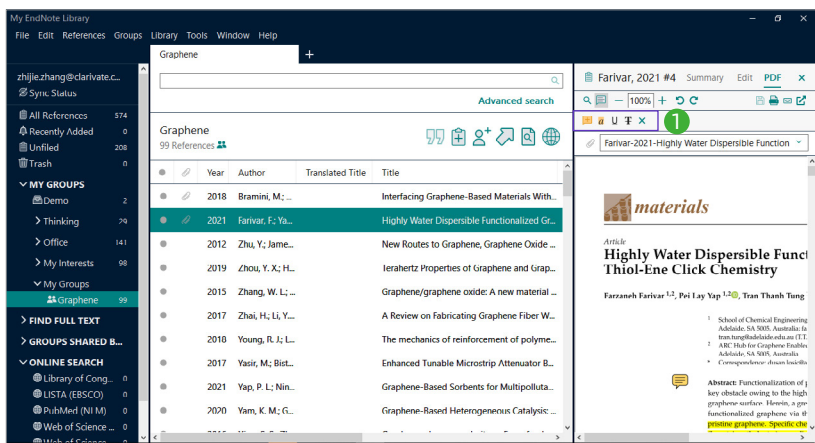 My EndNote Library
File Edit References Groups Library Tools Window Help
Graphene
zhijie.zhang@clarivate.c...
Sync Status
All References 574
Recently Added 0
Unfiled 208
Trash 0
MY GROUPS
Demo 2
Thinking 29
Office 141
My Interests 98
My Groups
Graphene 99
FIND FULL TEXT
GROUPS SHARED B...
ONLINE SEARCH
Library of Cong... 0
LISTA (EBSCO) 0
PubMed (NLM) 0
Web of Science ... 0
Advanced search
Graphene
99 References
Year Author Translated Title Title
2018 Bramini, M.; ... Interfacing Graphene-Based Materials With...
2021 Farivar, F.; Ya... Highly Water Dispersible Functionalized Gr...
2012 Zhu, Y.; Jame... New Routes to Graphene, Graphene Oxide ...
2019 Zhou, Y. X.; H... Terahertz Properties of Graphene and Grap...
2015 Zhang, W. L.; ... Graphene/graphene oxide: A new material ...
2017 Zhai, H.; Li, Y.... A Review on Fabricating Graphene Fiber W...
2018 Young, R. J.; L... The mechanics of reinforcement of polyme...
2017 Yasir, M.; Bist... Enhanced Tunable Microstrip Attenuator B...
2021 Yap, P. L.; Nin... Graphene-Based Sorbents for Multipolluta...
2020 Yam, K. M.; G... Graphene-Based Heterogeneous Catalysis: ...
Farivar, 2021 #4 Summary Edit PDF
100%
a U T
1
Farivar-2021-Highly Water Dispersible Function
materials
Article
Highly Water Dispersible Funct
Thiol-Ene Click Chemistry
Farzaneh Farivar 1,2, Pei Lay Yap 1,2, Tran Thanh Tung
1 School of Chemical Engineering
Adelaide, SA 5005, Australia; fa
tran.tung@adelaide.edu.au (T.T.
2 ARC Hub for Graphene Enable
Adelaide, SA 5005, Australia
* Correspondence: dusan.losic@a
Abstract: Functionalization of p
key obstacle owing to the high
graphene surface. Herein, a gre
functionalized graphene via th
pristine graphene. Specific che